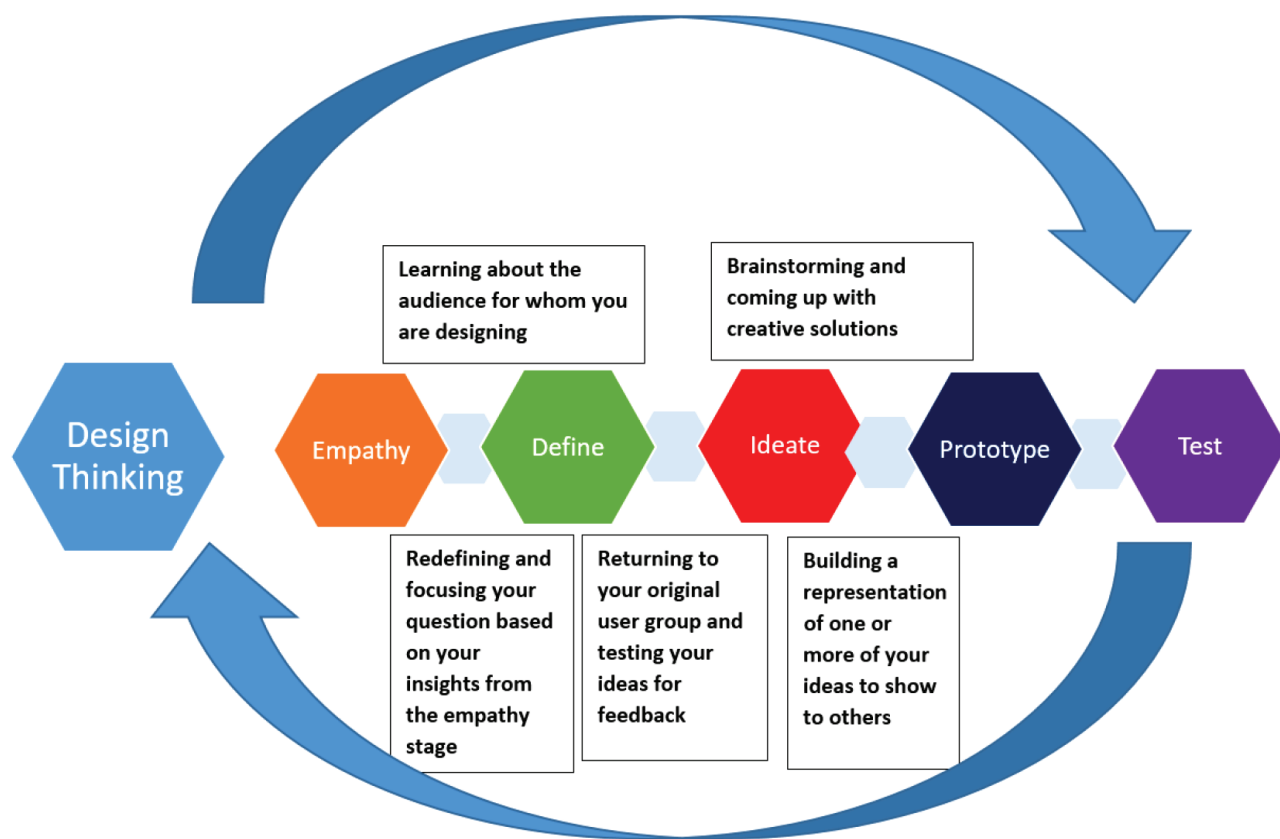 Learning about the
audience for whom you
are designing
Brainstorming and
coming up with
creative solutions
Design
Thinking
Empathy
Define
Ideate
Prototype
Test
Redefining and
focusing your
question based
on your
insights from
the empathy
stage
Returning to
your original
user group and
testing your
ideas for
feedback
Building a
representation
of one or
more of your
ideas to show
to others